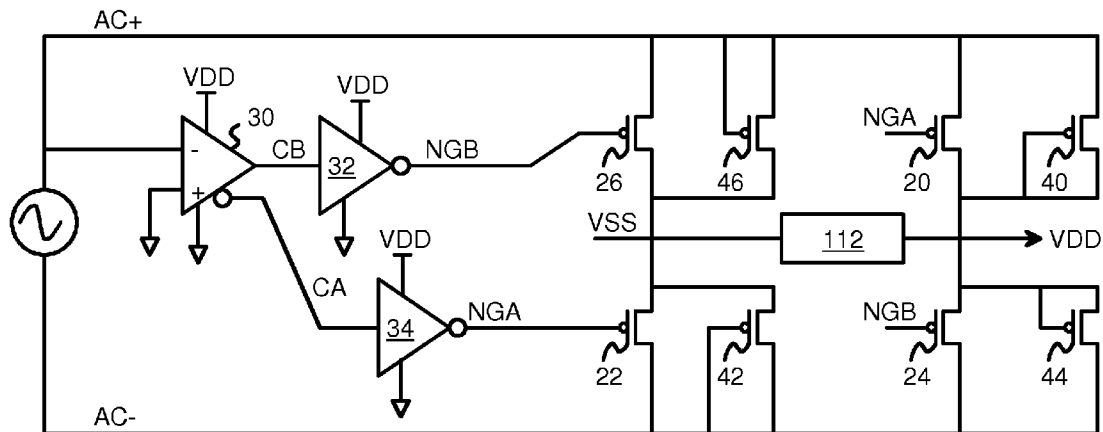 AC+
VDD
30
VDD
-
CB
32
NGB
+
26
46
NGA
20
40
VSS
112
VDD
VDD
CA
34
NGA
22
42
NGB
24
44
AC-